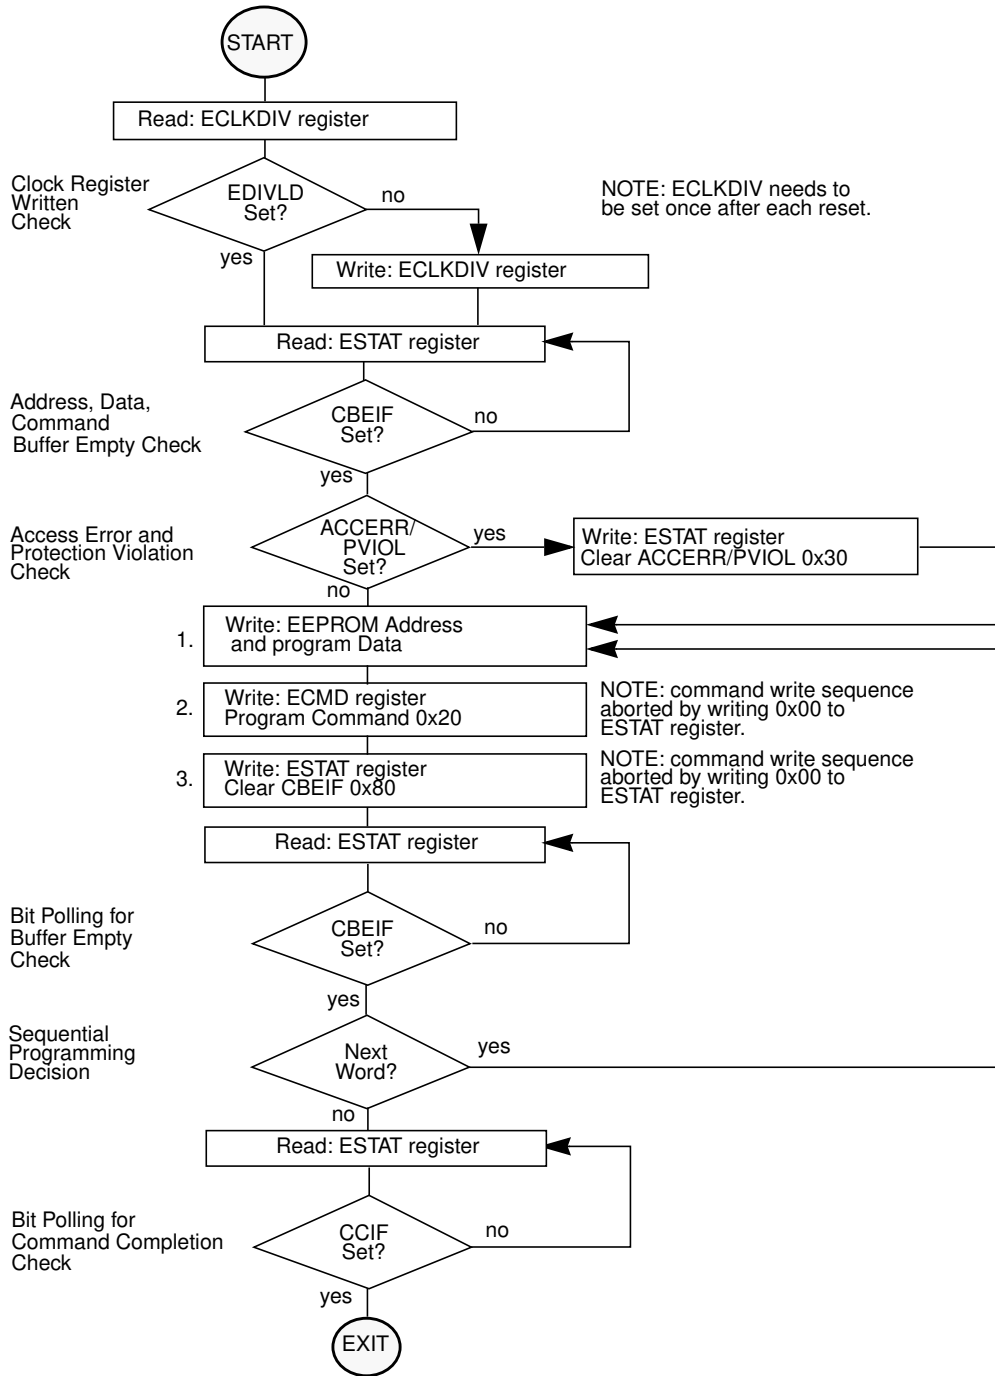 START
Read: ECLKDIV register
Clock Register
Written
Check
EDIVLD
Set?
no
yes
NOTE: ECLKDIV needs to
be set once after each reset.
Write: ECLKDIV register
Read: ESTAT register
Address, Data,
Command
Buffer Empty Check
CBEIF
Set?
no
yes
Access Error and
Protection Violation
Check
ACCERR/
PVIOL
Set?
yes
no
Write: ESTAT register
Clear ACCERR/PVIOL 0x30
1.
Write: EEPROM Address
and program Data
2.
Write: ECMD register
Program Command 0x20
NOTE: command write sequence
aborted by writing 0x00 to
ESTAT register.
3.
Write: ESTAT register
Clear CBEIF 0x80
NOTE: command write sequence
aborted by writing 0x00 to
ESTAT register.
Read: ESTAT register
Bit Polling for
Buffer Empty
Check
CBEIF
Set?
no
yes
Sequential
Programming
Decision
Next
Word?
yes
no
Read: ESTAT register
Bit Polling for
Command Completion
Check
CCIF
Set?
no
yes
EXIT